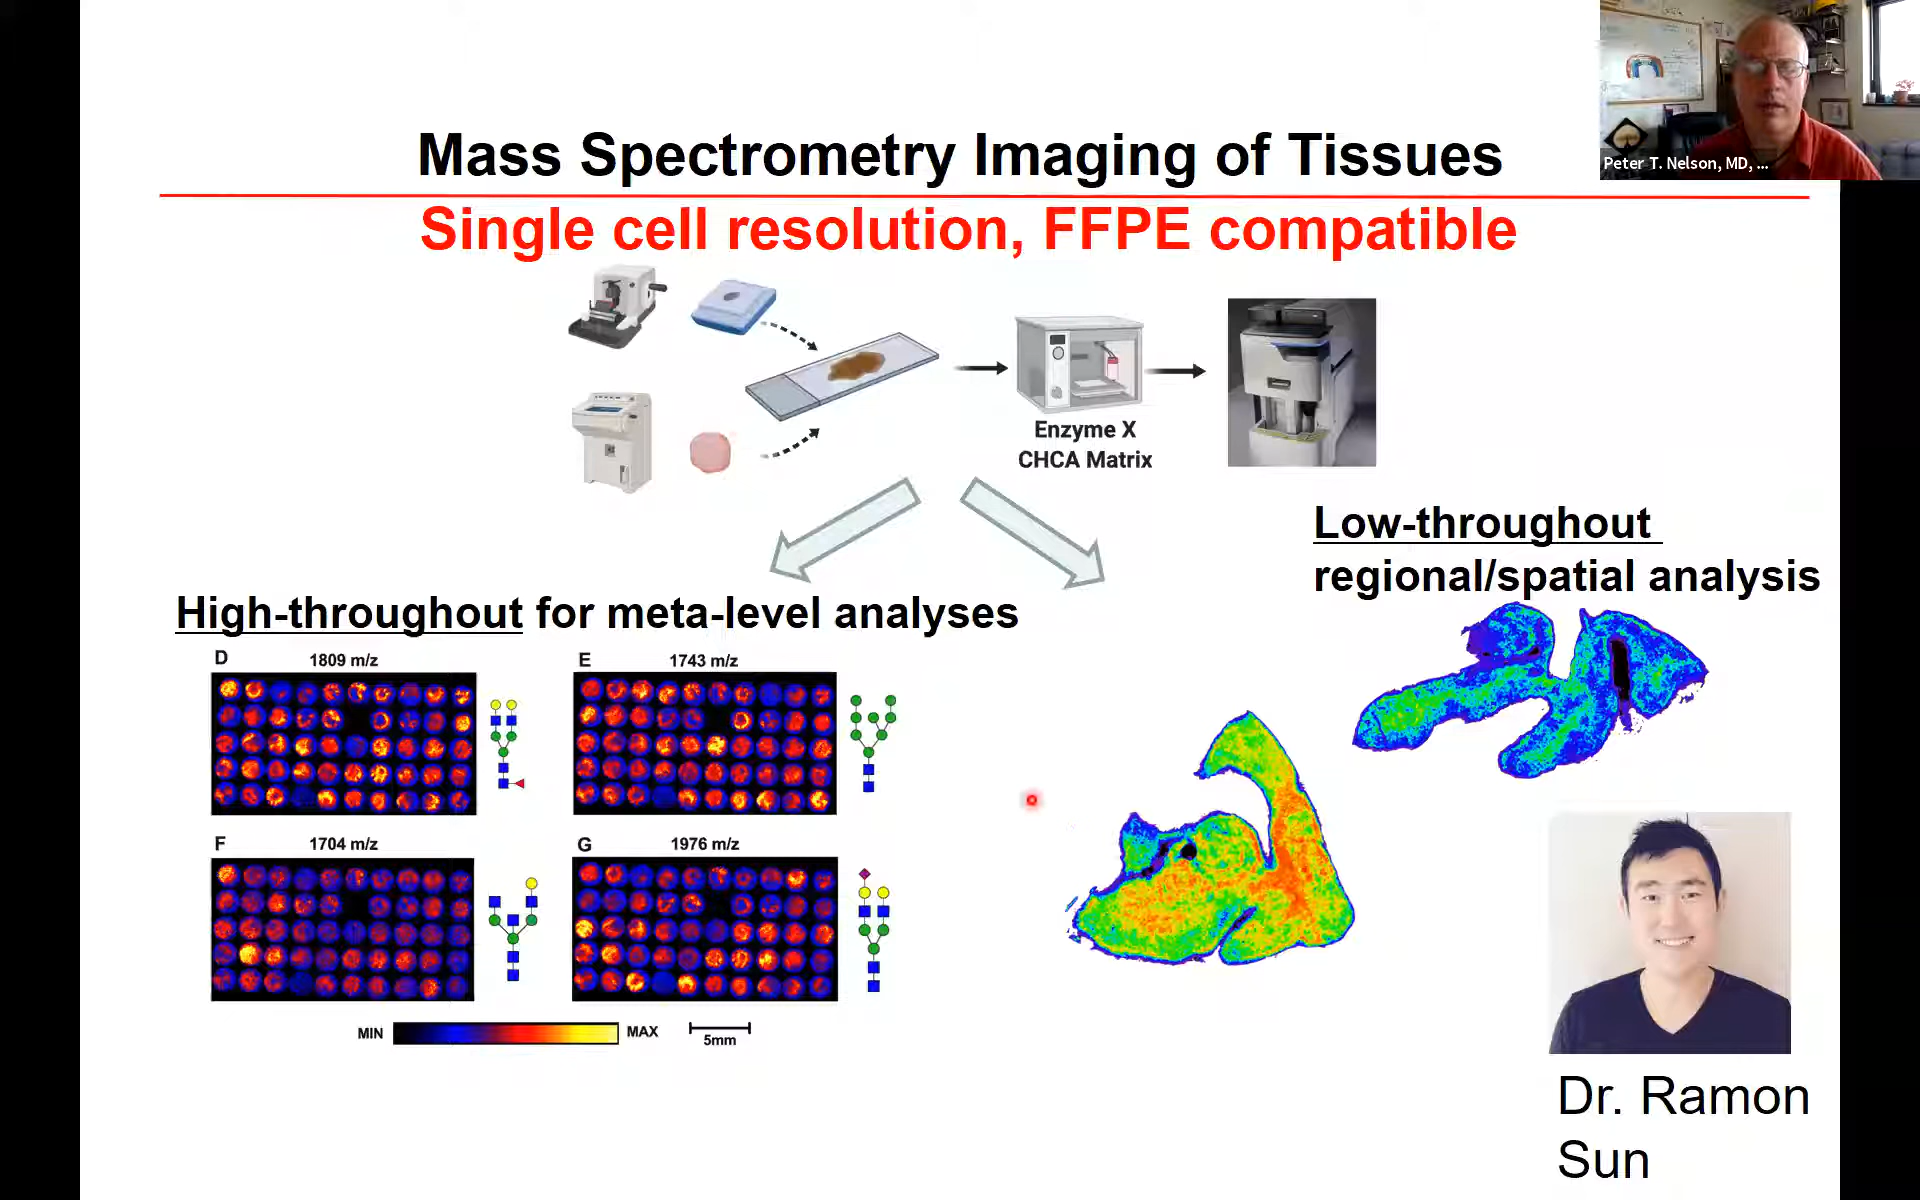 Peter T. Nelson, MD, ...
Mass Spectrometry Imaging of Tissues
Single cell resolution, FFPE compatible
Enzyme X
CHCA Matrix
Low-throughout
regional/spatial analysis
High-throughout for meta-level analyses
D 1809 m/z
E 1743 m/z
F 1704 m/z
G 1976 m/z
MIN MAX
5mm
Dr. Ramon
Sun